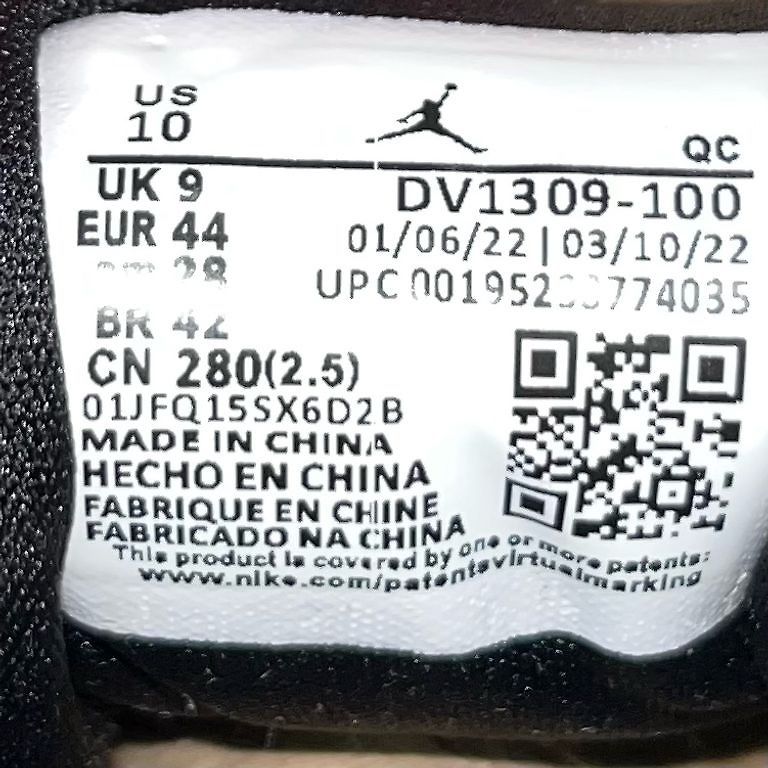 US
10
QC
UK 9
DV1309-100
EUR 44
01/06/22 | 03/10/22
28
UPC
BR 42
CN 280(2.5)
01JFQ15SX6D2B
MADE IN CHINA
HECHO EN CHINA
FABRIQUE EN CHINE
FABRICADO NA CHINA
This product is covered by one or more patents:
www.nike.com/patentsvirtualmarking